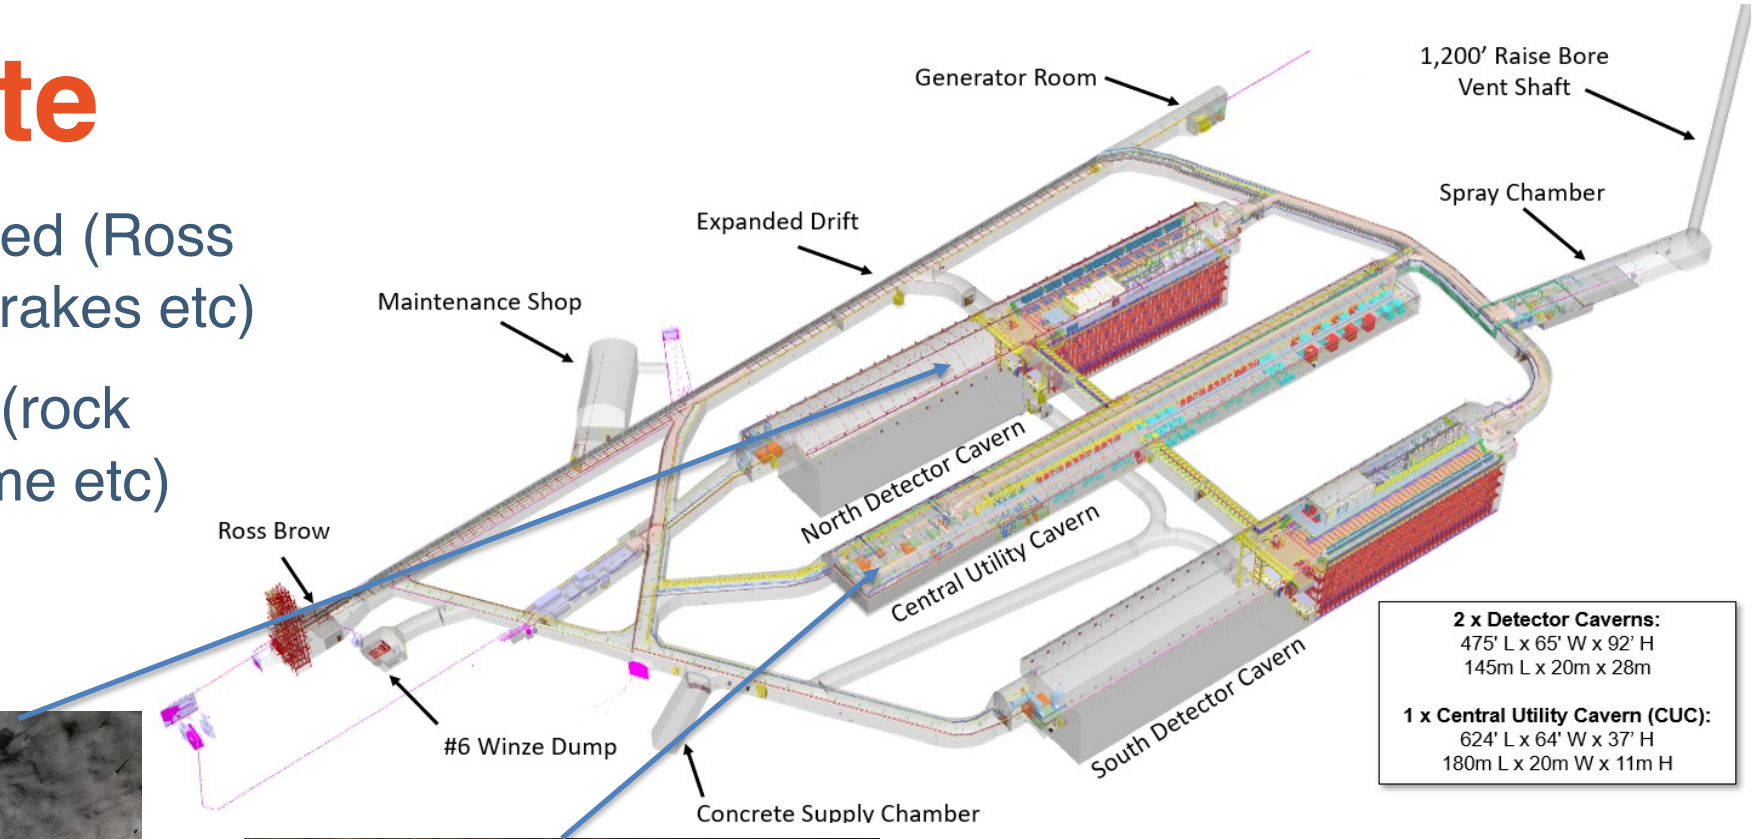 te
ed (Ross
rakes etc)
(rock
me etc)
Generator Room
1,200’ Raise Bore
Vent Shaft
Spray Chamber
Expanded Drift
Maintenance Shop
Ross Brow
North Detector Cavern
Central Utility Cavern
South Detector Cavern
#6 Winze Dump
Concrete Supply Chamber
2 x Detector Caverns:
475' L x 65' W x 92’ H
145m L x 20m x 28m
1 x Central Utility Cavern (CUC):
624' L x 64' W x 37’ H
180m L x 20m W x 11m H